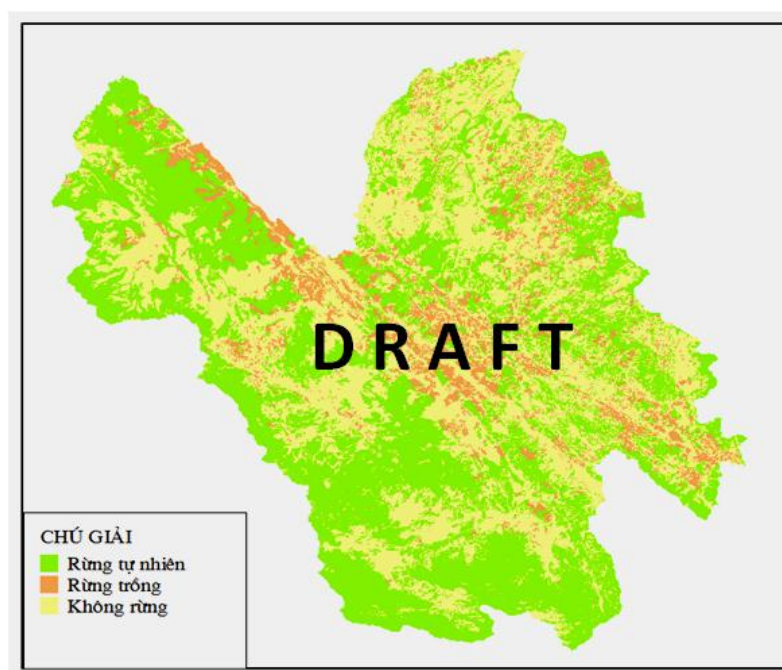 DRAFT
CHÚ GIẢI
Rừng tự nhiên
Rừng trồng
Không rừng